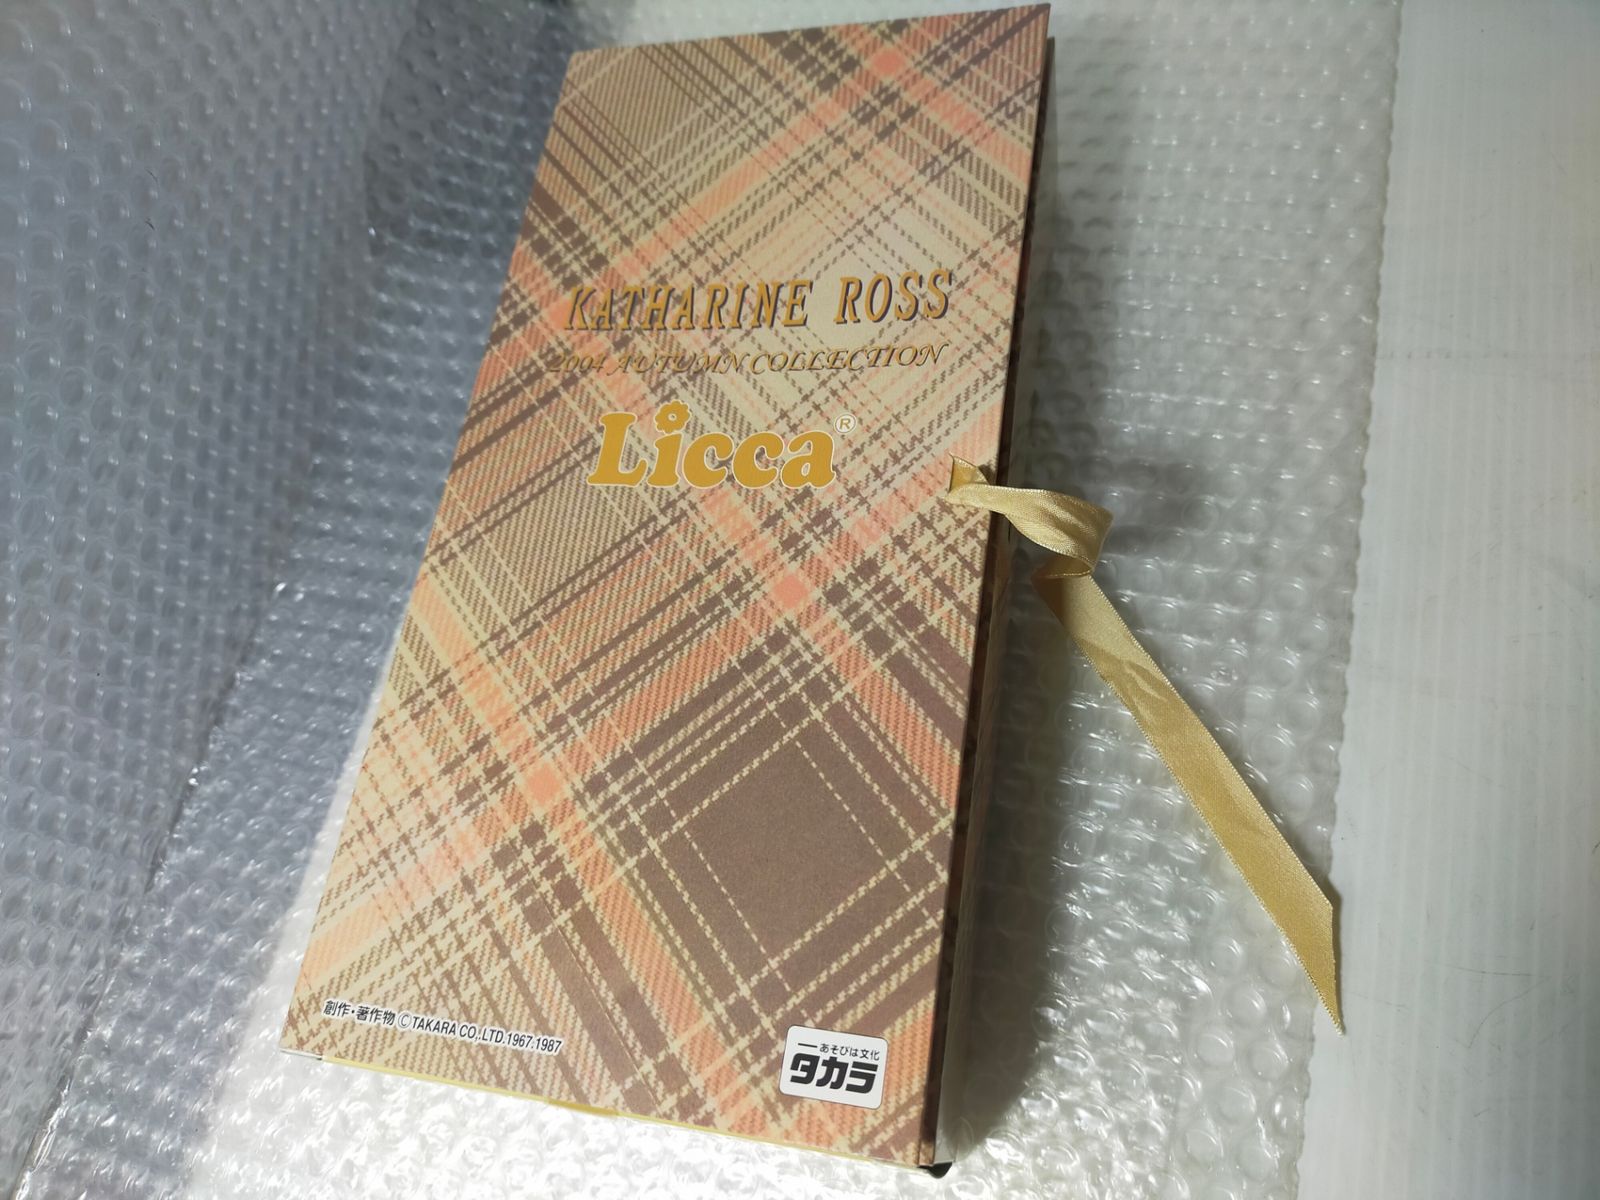 KATHARINE ROSS
2004 AUTUMN COLLECTION
Licca®
創作・著作物 ©TAKARA CO.,LTD.1967.1987
あそびは文化
タカラ